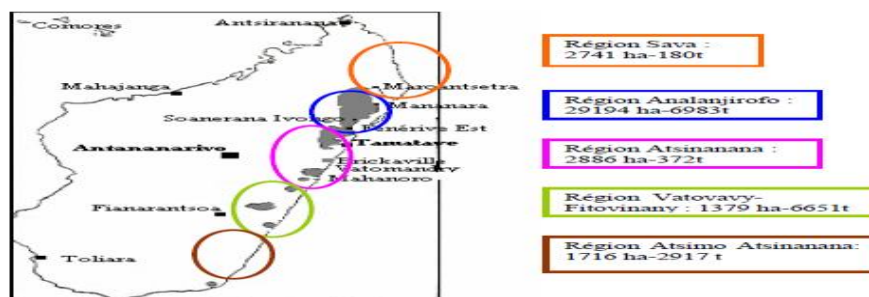 Comores
Antsiranana
Mahajanga
Maroantsetra
Mananara
Soanerana Ivongo
Fenérive Est
Tamatave
Antananarivo
Brickaville
Vatomandry
Mahanoro
Fianarantsoa
Toliara
Région Sava :
2741 ha-180t
Région Analanjirofo :
29194 ha-6983t
Région Atsinanana :
2886 ha-372t
Région Vatovavy-
Fitovinany : 1379 ha-6651t
Région Atsimo Atsinanana:
1716 ha-2917 t